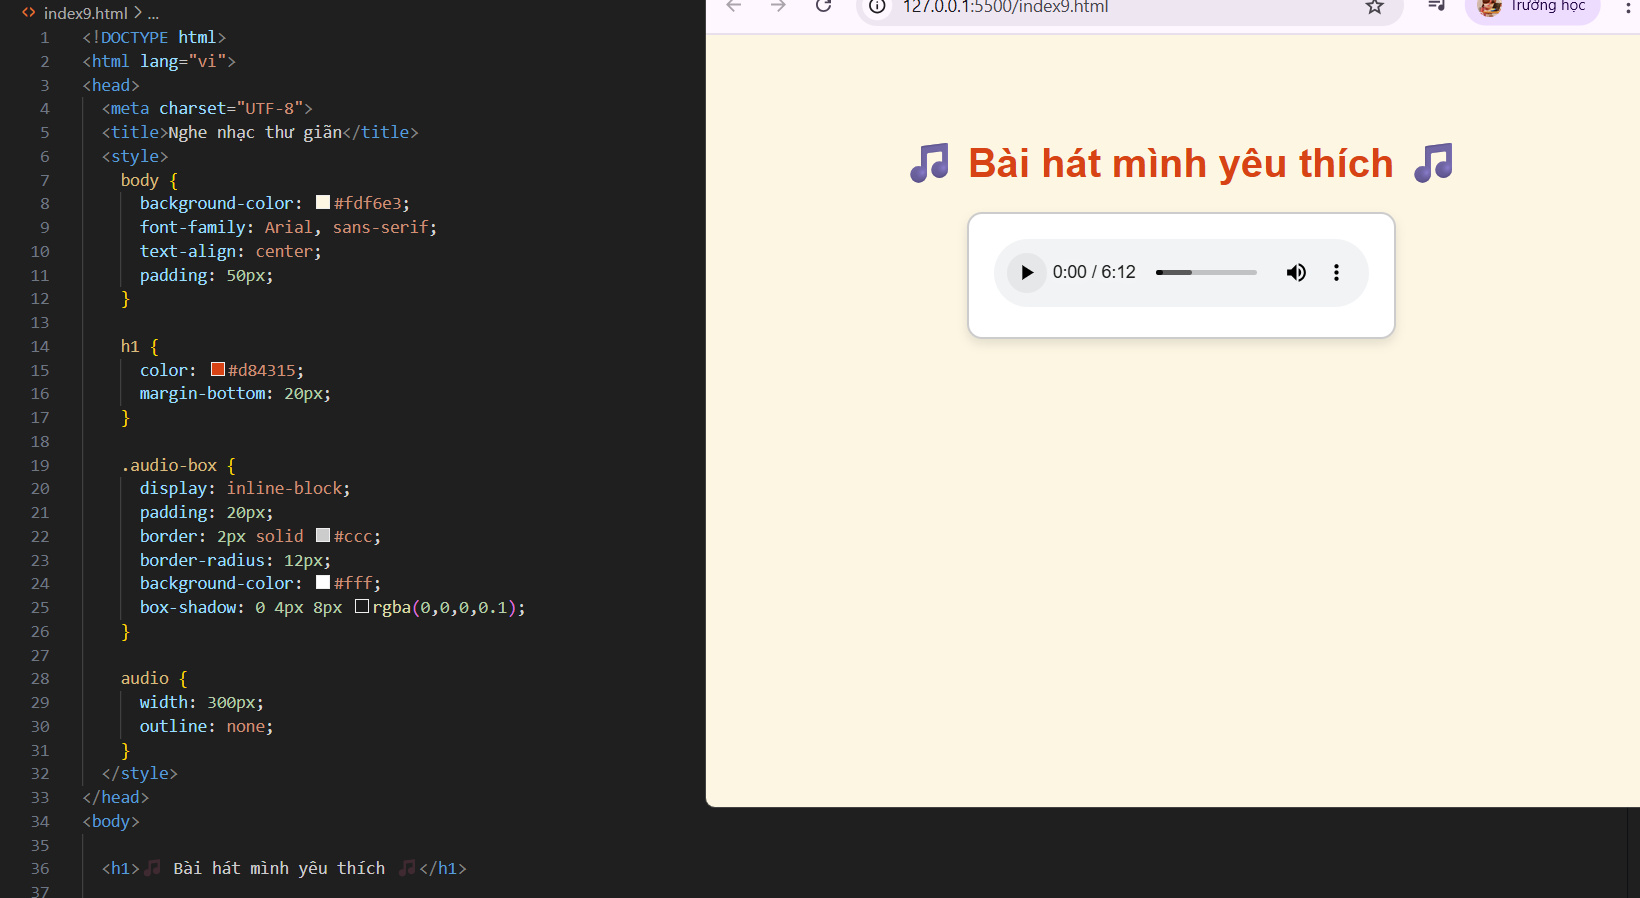 index9.html > ...
1 <!DOCTYPE html>
2 <html lang="vi">
3 <head>
4 <meta charset="UTF-8">
5 <title>Nghe nhạc thư giãn</title>
6 <style>
7 body {
8 background-color: #fdf6e3;
9 font-family: Arial, sans-serif;
10 text-align: center;
11 padding: 50px;
12 }
13
14 h1 {
15 color: #d84315;
16 margin-bottom: 20px;
17 }
18
19 .audio-box {
20 display: inline-block;
21 padding: 20px;
22 border: 2px solid #ccc;
23 border-radius: 12px;
24 background-color: #fff;
25 box-shadow: 0 4px 8px rgba(0,0,0,0.1);
26 }
27
28 audio {
29 width: 300px;
30 outline: none;
31 }
32 </style>
33 </head>
34 <body>
35
36 <h1>🎵 Bài hát mình yêu thích 🎵</h1>
37
127.0.0.1:5500/index9.html
Trường học
🎵 Bài hát mình yêu thích 🎵
0:00 / 6:12